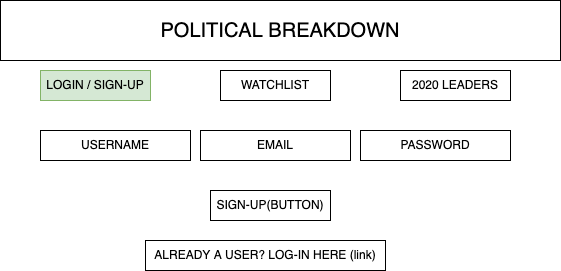 POLITICAL BREAKDOWN
LOGIN / SIGN-UP
WATCHLIST
2020 LEADERS
USERNAME
EMAIL
PASSWORD
SIGN-UP(BUTTON)
ALREADY A USER? LOG-IN HERE (link)